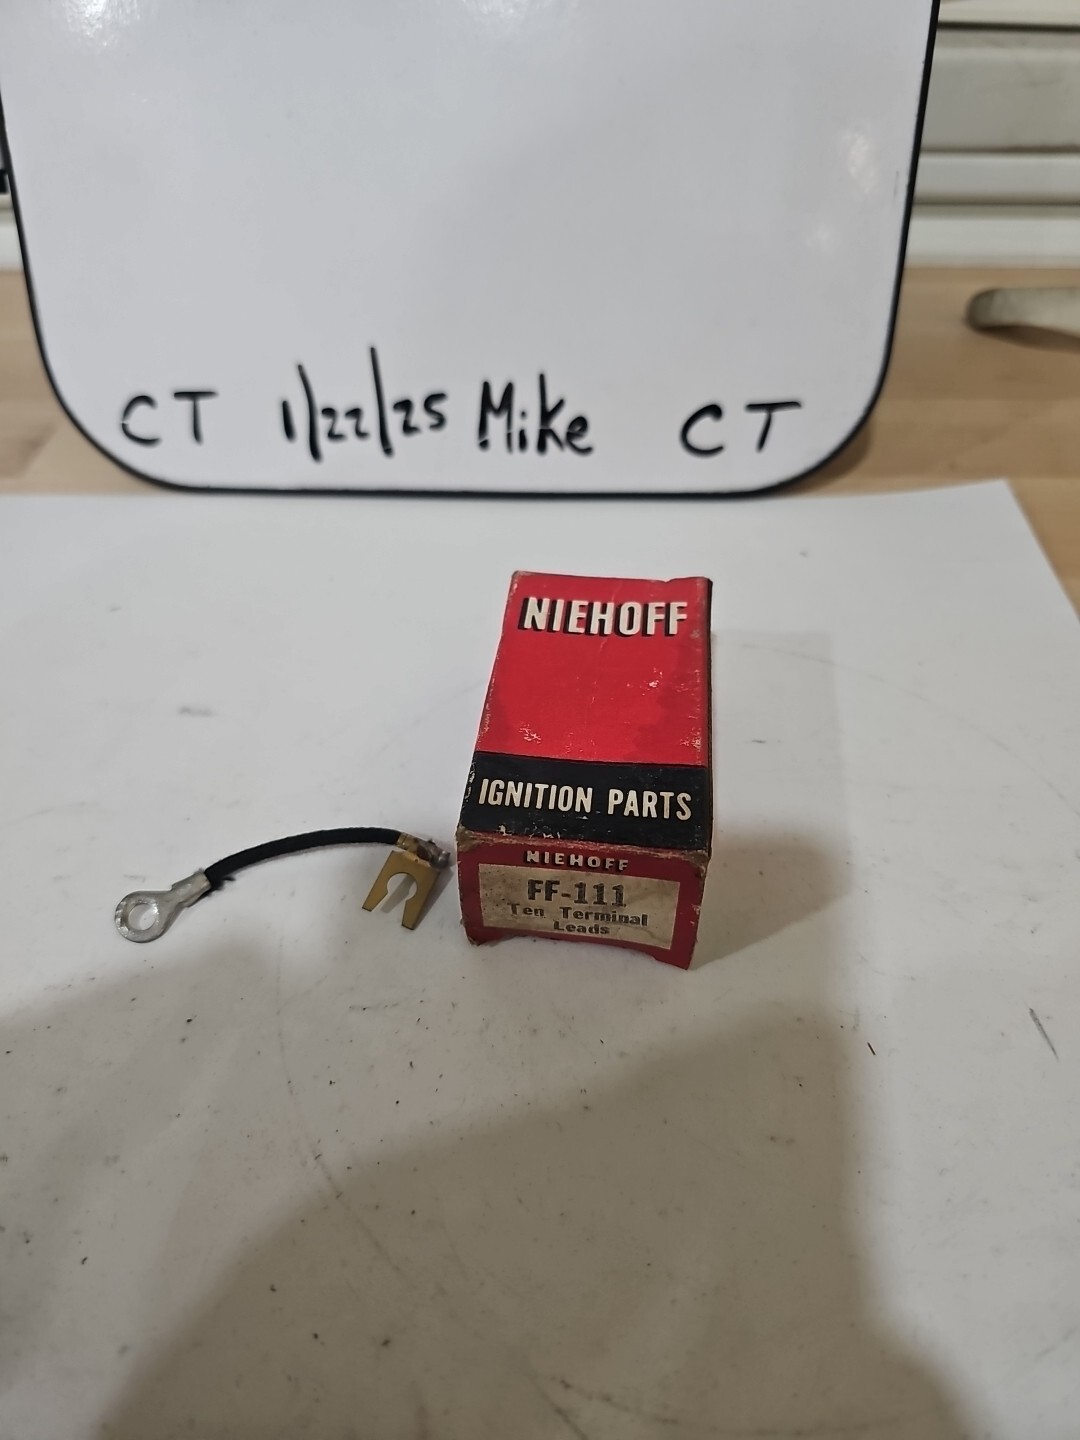 CT 1/22/25 Mike CT
NIEHOFF
IGNITION PARTS
NIEHOFF
FF-111
Ten Terminal
Leads